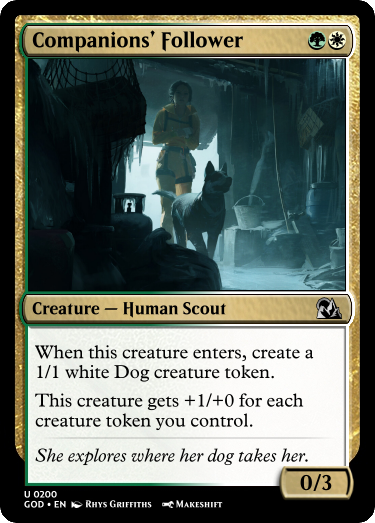 Companions' Follower
Creature — Human Scout
When this creature enters, create a
1/1 white Dog creature token.
This creature gets +1/+0 for each
creature token you control.
She explores where her dog takes her.
0/3
U 0200
GOD • EN Rhys Griffiths Makeshift